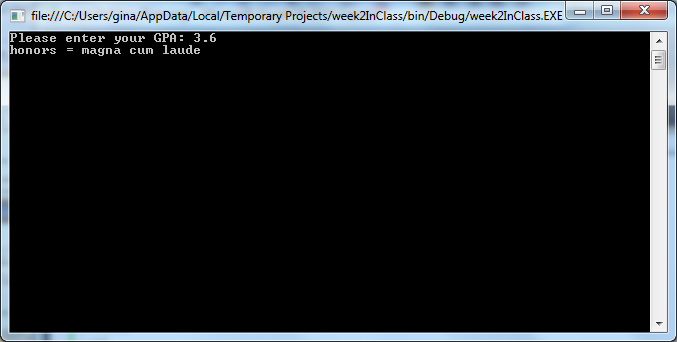 file:///C:/Users/gina/AppData/Local/Temporary Projects/week2InClass/bin/Debug/week2InClass.EXE
Please enter your GPA: 3.6
honors = magna cum laude